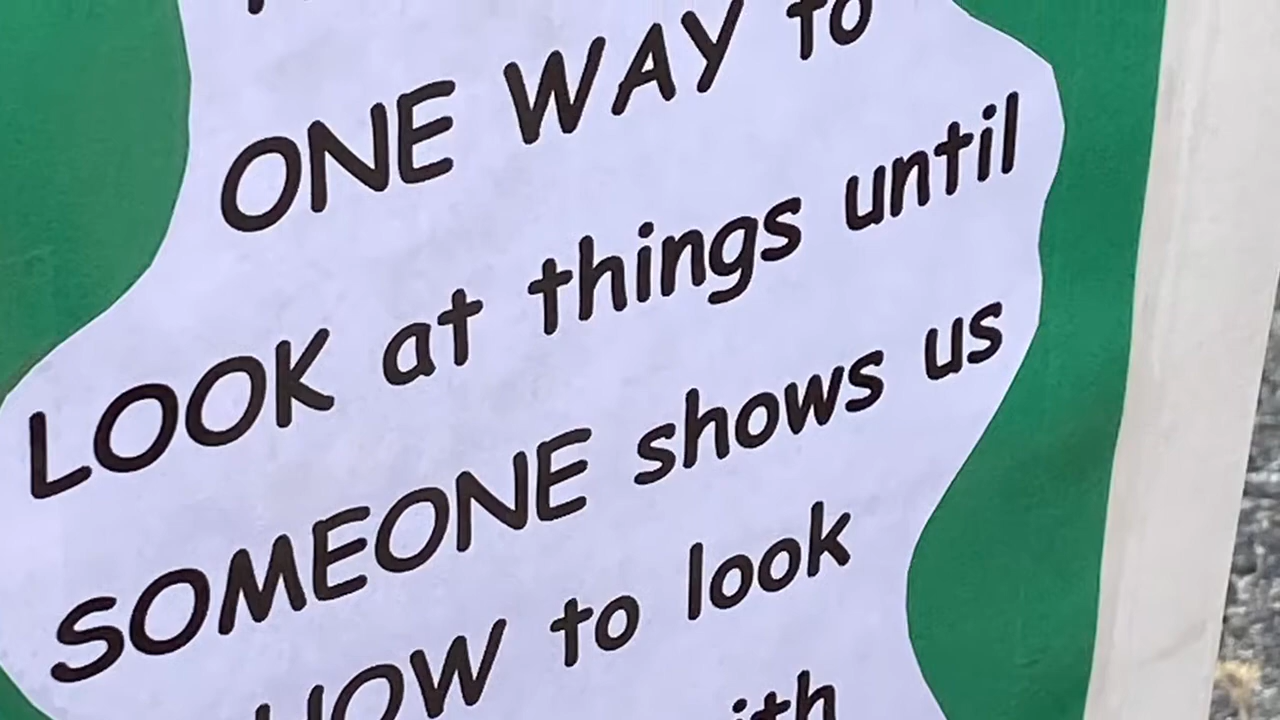 ONE WAY to
LOOK at things until
SOMEONE shows us
HOW to look